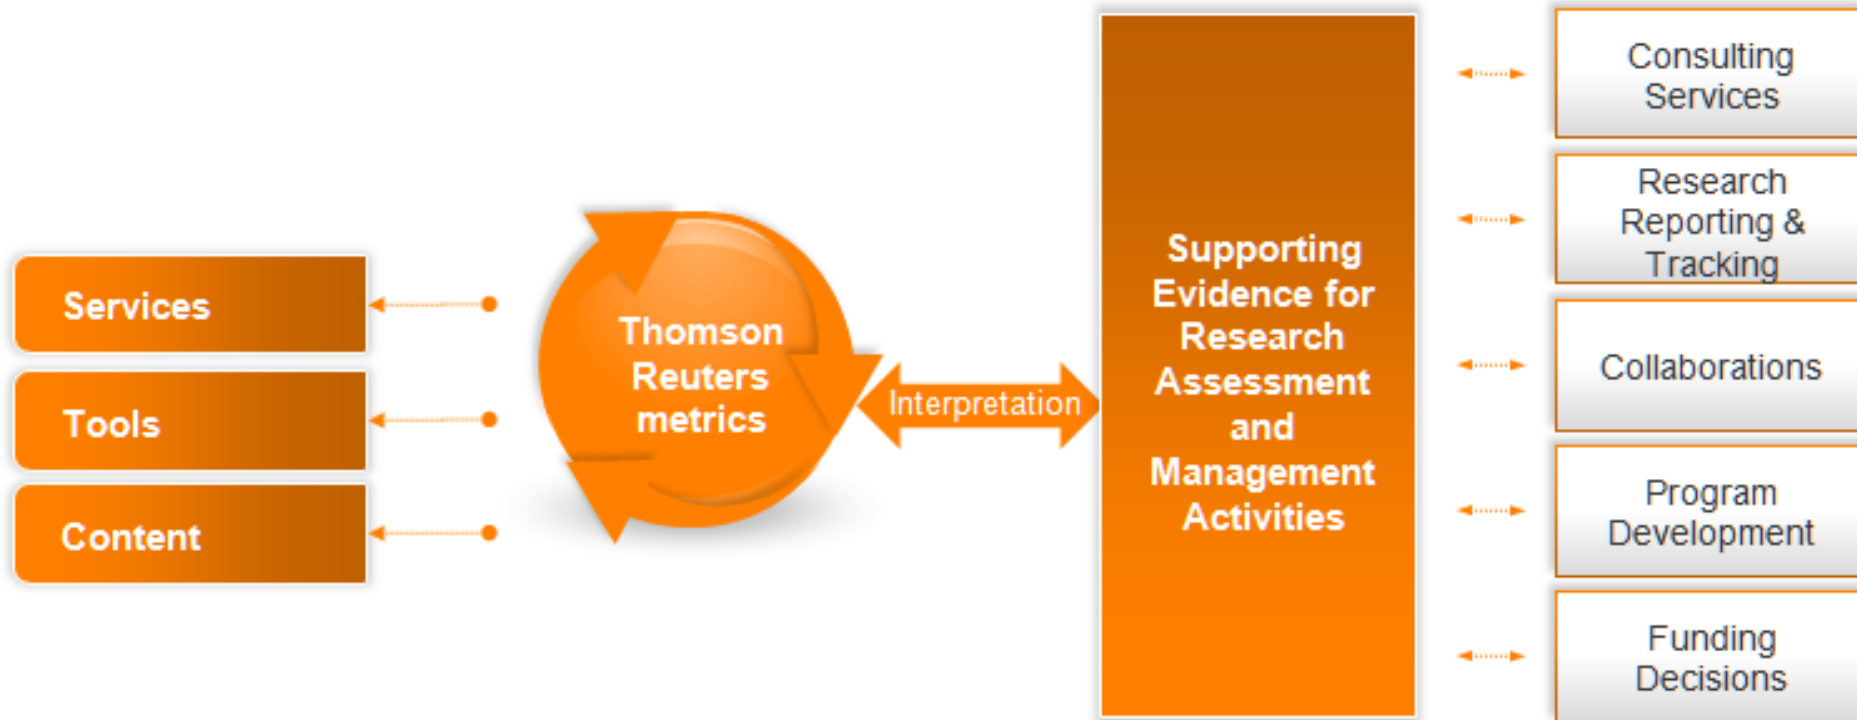 Services
Tools
Content
Thomson
Reuters
metrics
Interpretation
Supporting
Evidence for
Research
Assessment
and
Management
Activities
Consulting
Services
Research
Reporting &
Tracking
Collaborations
Program
Development
Funding
Decisions